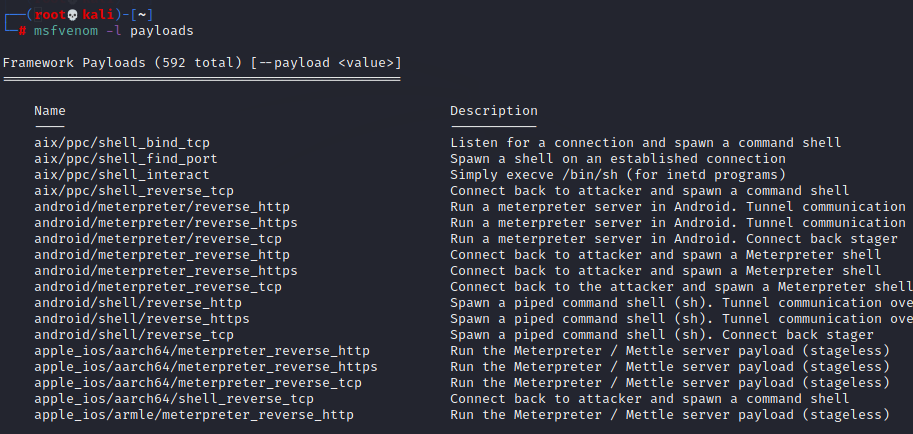 (root💀kali)-[~]
# msfvenom -l payloads
Framework Payloads (592 total) [--payload <value>]
==================================================
Name Description
---- -----------
aix/ppc/shell_bind_tcp Listen for a connection and spawn a command shell
aix/ppc/shell_find_port Spawn a shell on an established connection
aix/ppc/shell_interact Simply execve /bin/sh (for inetd programs)
aix/ppc/shell_reverse_tcp Connect back to attacker and spawn a command shell
android/meterpreter/reverse_http Run a meterpreter server in Android. Tunnel communication
android/meterpreter/reverse_https Run a meterpreter server in Android. Tunnel communication
android/meterpreter/reverse_tcp Run a meterpreter server in Android. Connect back stager
android/meterpreter_reverse_http Connect back to attacker and spawn a Meterpreter shell
android/meterpreter_reverse_https Connect back to attacker and spawn a Meterpreter shell
android/meterpreter_reverse_tcp Connect back to the attacker and spawn a Meterpreter shell
android/shell/reverse_http Spawn a piped command shell (sh). Tunnel communication ove
android/shell/reverse_https Spawn a piped command shell (sh). Tunnel communication ove
android/shell/reverse_tcp Spawn a piped command shell (sh). Connect back stager
apple_ios/aarch64/meterpreter_reverse_http Run the Meterpreter / Mettle server payload (stageless)
apple_ios/aarch64/meterpreter_reverse_https Run the Meterpreter / Mettle server payload (stageless)
apple_ios/aarch64/meterpreter_reverse_tcp Run the Meterpreter / Mettle server payload (stageless)
apple_ios/aarch64/shell_reverse_tcp Connect back to attacker and spawn a command shell
apple_ios/armle/meterpreter_reverse_http Run the Meterpreter / Mettle server payload (stageless)